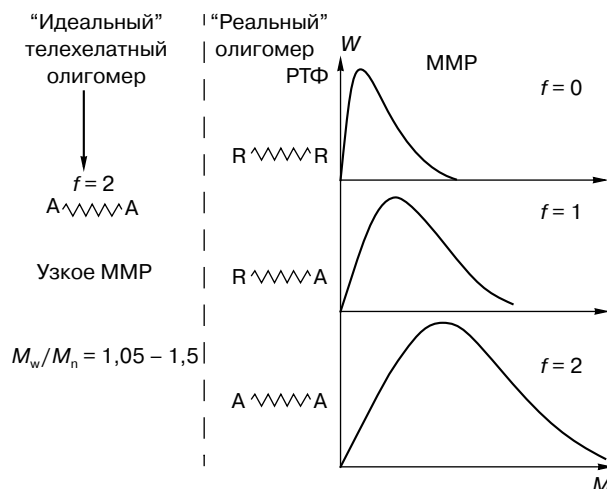 “Идеальный”
телехелатный
олигомер
f = 2
A A
Узкое ММР
Mw/Mn = 1,05 – 1,5
“Реальный”
олигомер
РТФ
W
ММР
f = 0
R R
f = 1
R A
f = 2
A A
M